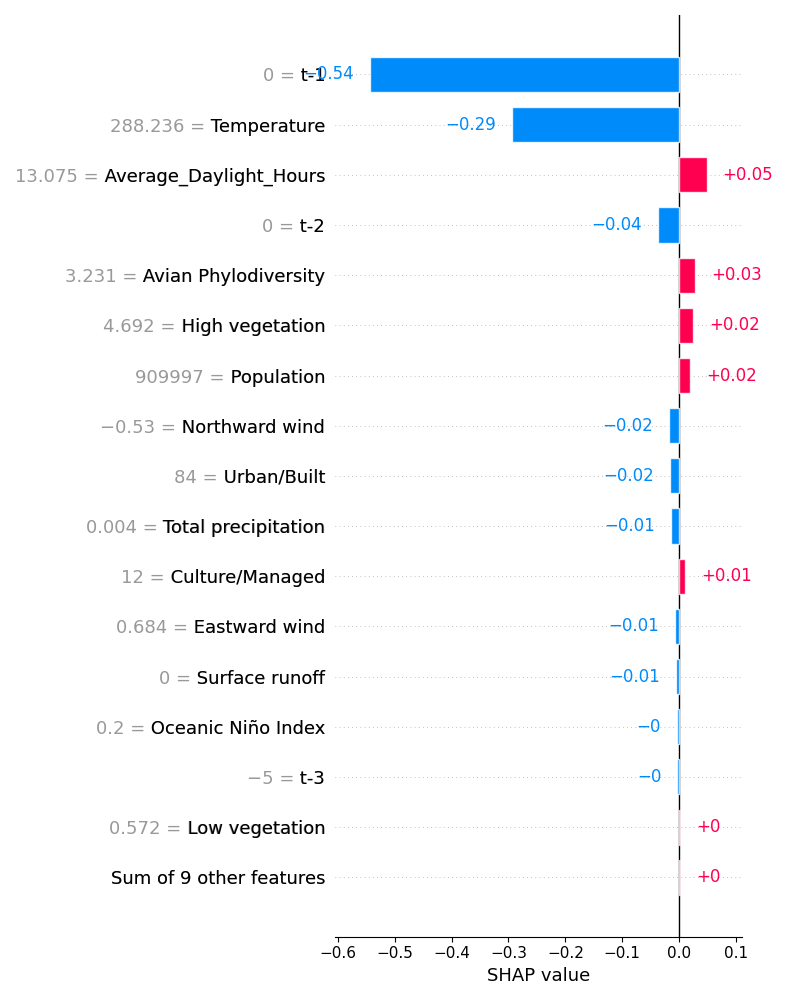 0 = t-1 −0.54
288.236 = Temperature −0.29
13.075 = Average_Daylight_Hours +0.05
0 = t-2 −0.04
3.231 = Avian Phylodiversity +0.03
4.692 = High vegetation +0.02
909997 = Population +0.02
−0.53 = Northward wind −0.02
84 = Urban/Built −0.02
0.004 = Total precipitation −0.01
12 = Culture/Managed +0.01
0.684 = Eastward wind −0.01
0 = Surface runoff −0.01
0.2 = Oceanic Niño Index −0
−5 = t-3 −0
0.572 = Low vegetation +0
Sum of 9 other features +0
−0.6 −0.5 −0.4 −0.3 −0.2 −0.1 0.0 0.1
SHAP value